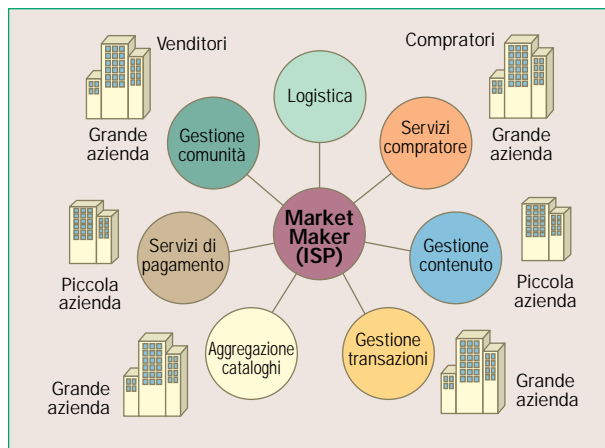 Venditori
Compratori
Grande
azienda
Gestione
comunità
Logistica
Servizi
compratore
Grande
azienda
Piccola
azienda
Servizi di
pagamento
Market
Maker
(ISP)
Gestione
contenuto
Piccola
azienda
Grande
azienda
Aggregazione
cataloghi
Gestione
transazioni
Grande
azienda